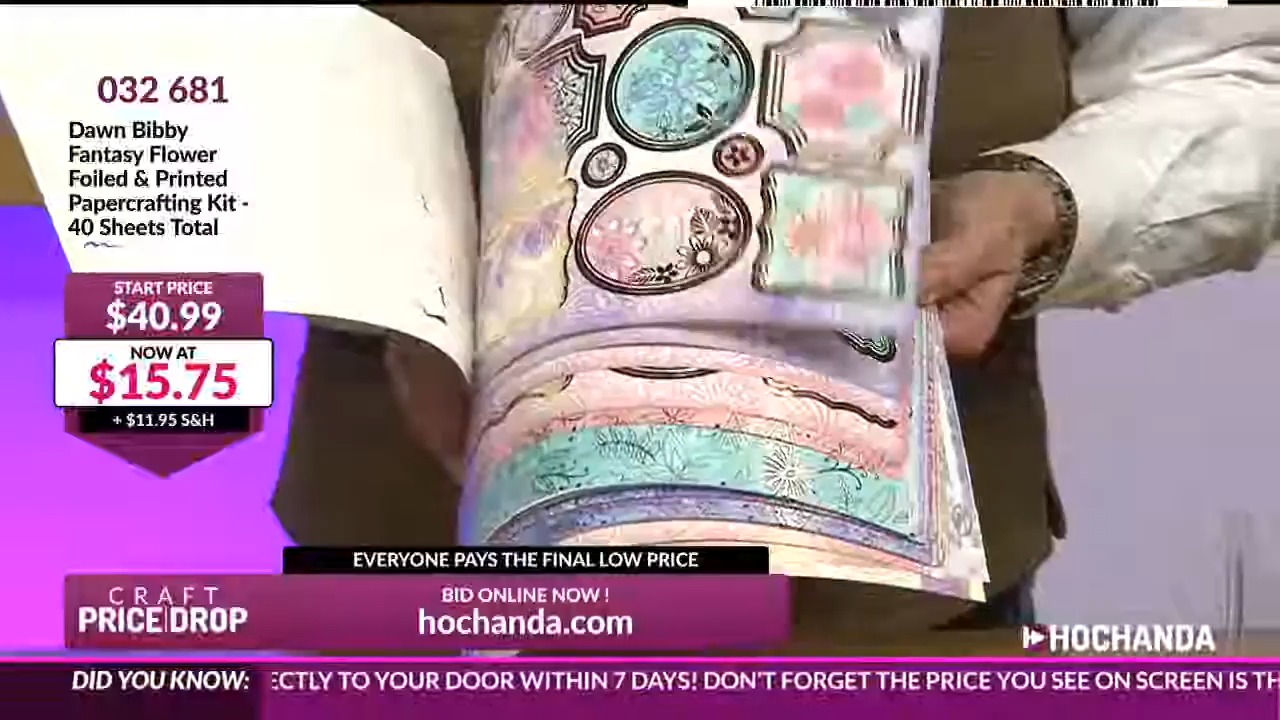 032 681
Dawn Bibby
Fantasy Flower
Foiled & Printed
Papercrafting Kit -
40 Sheets Total
START PRICE
$40.99
NOW AT
$15.75
+ $11.95 S&H
EVERYONE PAYS THE FINAL LOW PRICE
CRAFT
PRICE DROP
BID ONLINE NOW !
hochanda.com
HOCHANDA
DID YOU KNOW: ECTLY TO YOUR DOOR WITHIN 7 DAYS! DON'T FORGET THE PRICE YOU SEE ON SCREEN IS TH